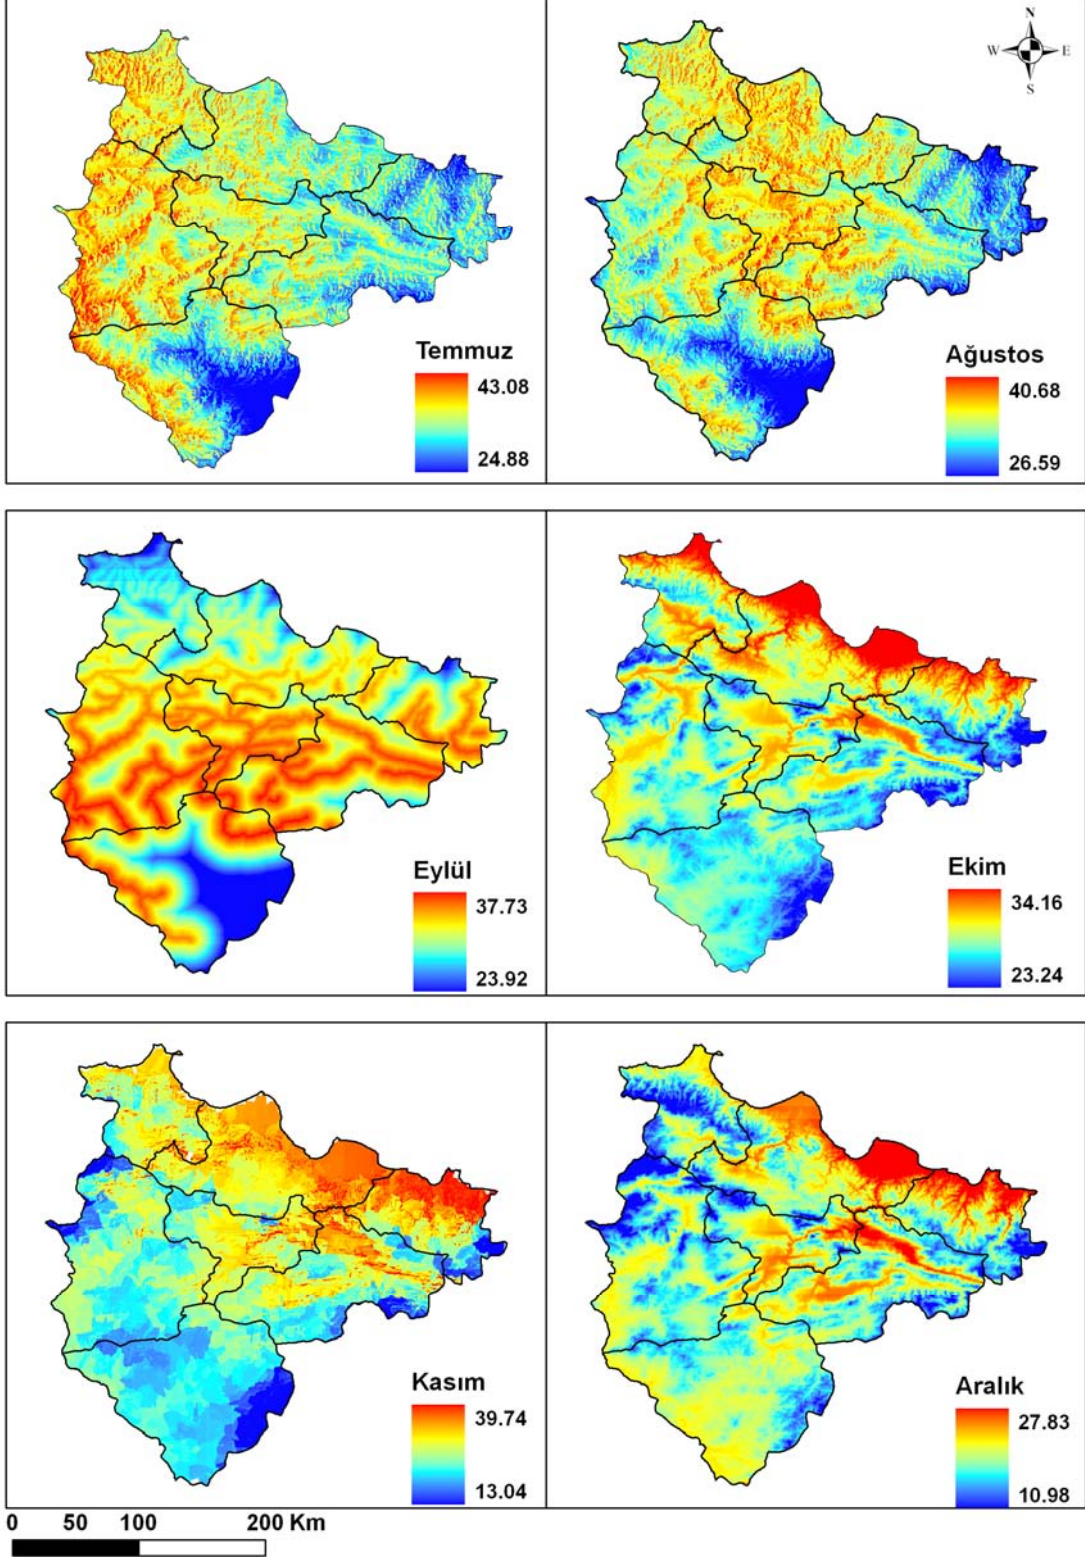 N
W E
S
Temmuz
43.08
24.88
Ağustos
40.68
26.59
Eylül
37.73
23.92
Ekim
34.16
23.24
Kasım
39.74
13.04
Aralık
27.83
10.98
0 50 100 200 Km